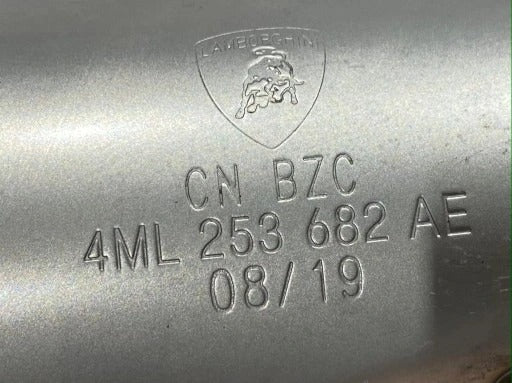 LAMBORGHINI
CN BZC
4ML 253 682 AE
08/19